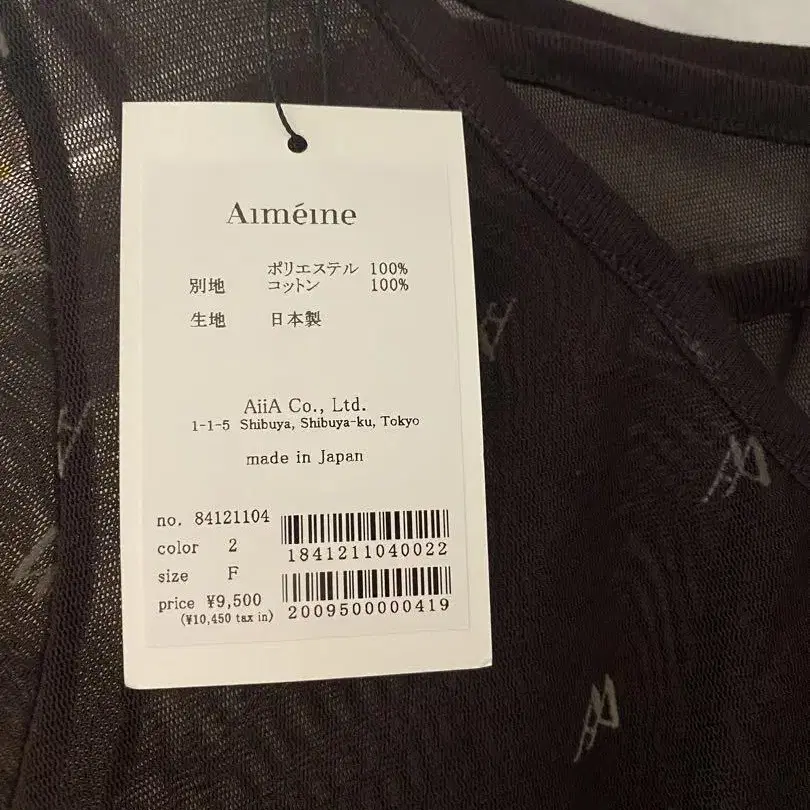 Aıméıne
ポリエステル 100%
別地 コットン 100%
生地 日本製
AiiA Co., Ltd.
1-1-5 Shibuya, Shibuya-ku, Tokyo
made in Japan
no. 84121104
color 2
1841211040022
size F
price ¥9,500
(¥10,450 tax in)
2009500000419